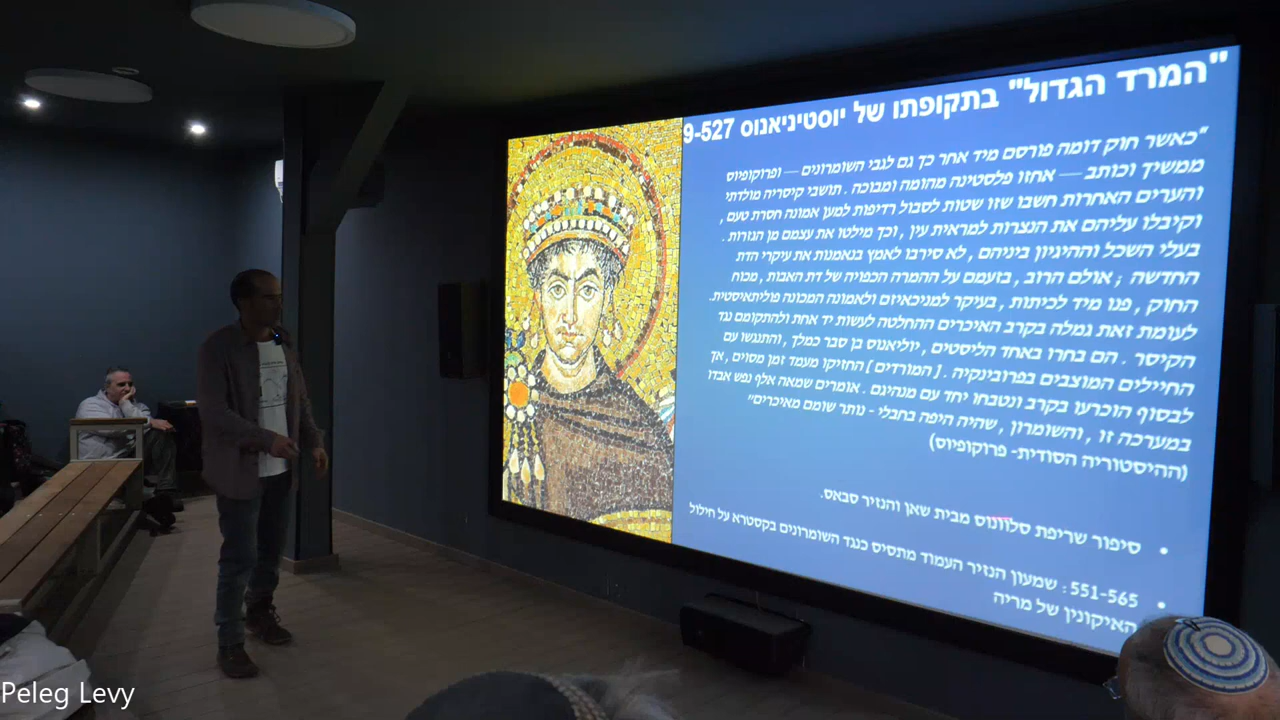 "המרד הגדול" בתקופתו של יוסטיניאנוס 9-527
"כאשר חוק דומה פורסם מיד אחר כך גם לגבי השומרונים — ופרוקופיוס
ממשיך וכותב — אחזו פלסטינה מהומה ומבוכה . תושבי קיסריה מולדתי
והערים האחרות חשבו שזו שטות לסבול רדיפות למען אמונה חסרת טעם ,
וקיבלו עליהם את הנצרות למראית עין , וכך מילטו את עצמם מן הגזרות .
בעלי השכל וההיגיון ביניהם , לא סירבו לאמץ בנאמנות את עיקרי הדת
החדשה ; אולם הרוב , בזעמם על ההמרה הכפויה של דת האבות , מכוח
החוק , פנו מיד לכיתות , בעיקר למניכאיזם ולאמונה המכונה פוליתאיסטית.
לעומת זאת גמלה בקרב האיכרים ההחלטה לעשות יד אחת ולהתקומם נגד
הקיסר . הם בחרו באחד הליסטים , יוליאנוס בן סבר כמלך , והתנגשו עם
החיילים המוצבים בפרובינקיה . [ המורדים ] החזיקו מעמד זמן מסוים , אך
לבסוף הוכרעו בקרב ונטבחו יחד עם מנהיגם . אומרים שמאה אלף נפש אבדו
במערכה זו , והשומרון , שהיה היפה בחבלי - נותר שומם מאיכרים"
(ההיסטוריה הסודית- פרוקופיוס)
• סיפור שריפת סלוונוס מבית שאן והנזיר סבאס.
• 551-565 : שמעון הנזיר העמוד מתסיס כנגד השומרונים בקסטרא על חילול
האיקונין של מריה
Peleg Levy